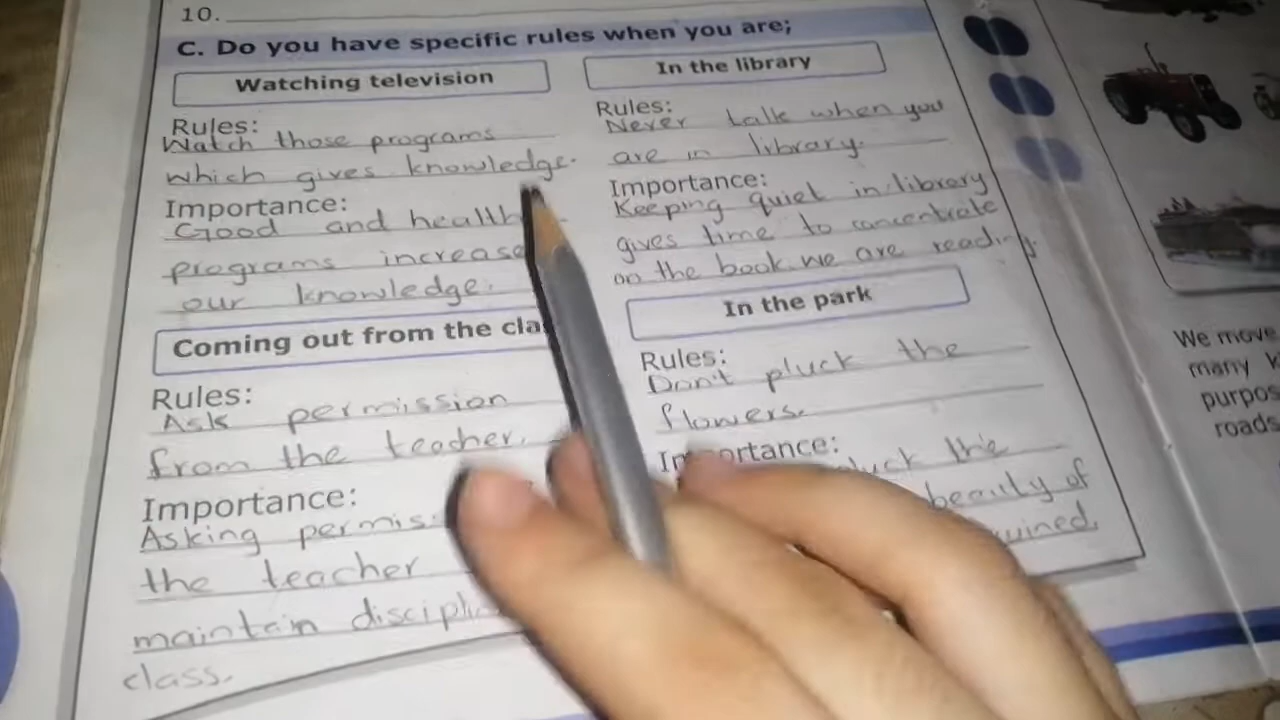 10.
C. Do you have specific rules when you are;
Watching television
Rules:
Watch those programs
which gives knowledge.
Importance:
Good and health
programs increase
our knowledge.
In the library
Rules:
Never talk when you
are in library.
Importance:
Keeping quiet in library
gives time to concentrate
on the book we are reading.
Coming out from the cla
Rules:
Ask permission
from the teacher.
Importance:
Asking permis
the teacher
maintain discipli
class.
In the park
Rules:
Don't pluck the
flowers.
Importance:
pluck the
beauty of
ruined.
We move
many k
purpos
roads